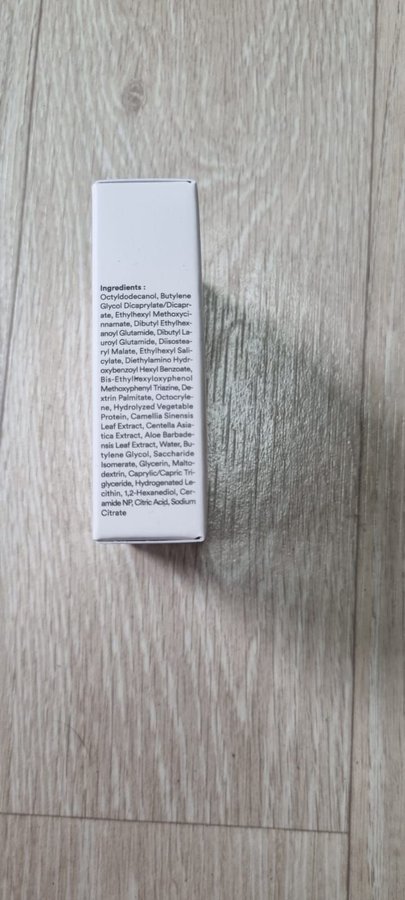 Ingredients :
Octyldodecanol, Butylene
Glycol Dicaprylate/Dicapr-
ate, Ethylhexyl Methoxyci-
nnamate, Dibutyl Ethylhex-
anoyl Glutamide, Dibutyl La-
uroyl Glutamide, Diisostea-
ryl Malate, Ethylhexyl Sali-
cylate, Diethylamino Hydr-
oxybenzoyl Hexyl Benzoate,
Bis-Ethylhexyloxyphenol
Methoxyphenyl Triazine, De-
xtrin Palmitate, Octocryle-
ne, Hydrolyzed Vegetable
Protein, Camellia Sinensis
Leaf Extract, Centella Asia-
tica Extract, Aloe Barbade-
nsis Leaf Extract, Water, Bu-
tylene Glycol, Saccharide
Isomerate, Glycerin, Malto-
dextrin, Caprylic/Capric Tri-
glyceride, Hydrogenated Le-
cithin, 1,2-Hexanediol, Cer-
amide NP, Citric Acid, Sodium
Citrate